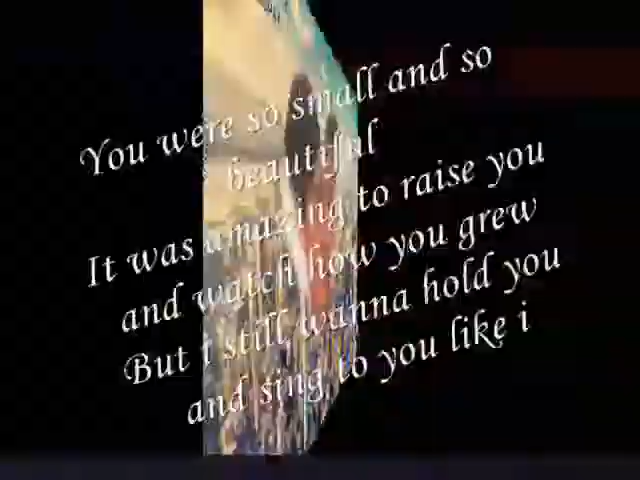 You were so small and so
beautiful
It was amazing to raise you
and watch how you grew
But i still wanna hold you
and sing to you like i